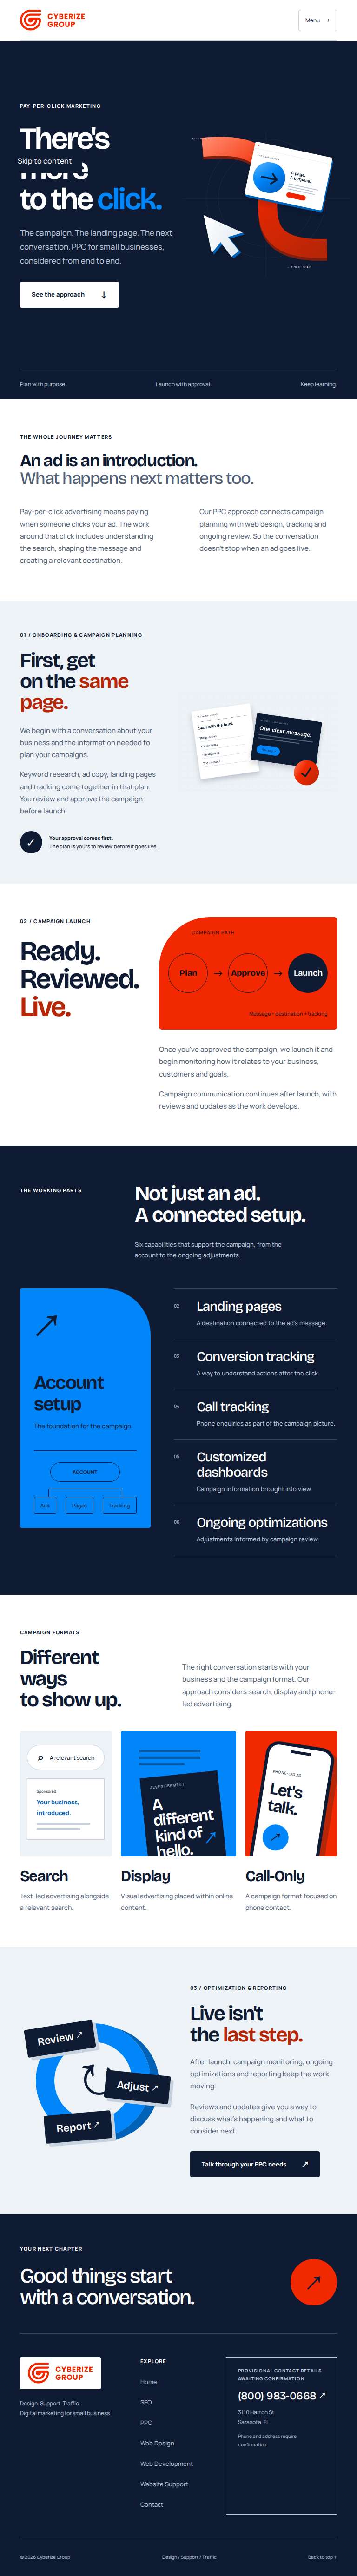 CYBERIZE
GROUP
Menu +
PAY-PER-CLICK MARKETING
There's
more
Skip to content
to the click.
The campaign. The landing page. The next
conversation. PPC for small businesses,
considered from end to end.
See the approach ↓
A page.
A purpose.
A NEXT STEP
Plan with purpose.
Launch with approval.
Keep learning.
THE WHOLE JOURNEY MATTERS
An ad is an introduction.
What happens next matters too.
Pay-per-click advertising means paying
when someone clicks your ad. The work
around that click includes understanding
the search, shaping the message and
creating a relevant destination.
Our PPC approach connects campaign
planning with web design, tracking and
ongoing review. So the conversation
doesn't stop when an ad goes live.
01 / ONBOARDING & CAMPAIGN PLANNING
First, get
on the same
page.
We begin with a conversation about your
business and the information needed to
plan your campaigns.
Keyword research, ad copy, landing pages
and tracking come together in that plan.
You review and approve the campaign
before launch.
✓
Your approval comes first.
The plan is yours to review before it goes live.
Start with the brief.
The business
The audience
The approval
The message
One clear message.
02 / CAMPAIGN LAUNCH
Ready.
Reviewed.
Live.
CAMPAIGN PATH
Plan → Approve → Launch
Message + destination + tracking
Once you've approved the campaign, we launch it and
begin monitoring how it relates to your business,
customers and goals.
Campaign communication continues after launch, with
reviews and updates as the work develops.
THE WORKING PARTS
Not just an ad.
A connected setup.
Six capabilities that support the campaign, from the
account to the ongoing adjustments.
↗
Account
setup
The foundation for the campaign.
ACCOUNT
Ads
Pages
Tracking
02
Landing pages
A destination connected to the ad's message.
03
Conversion tracking
A way to understand actions after the click.
04
Call tracking
Phone enquiries as part of the campaign picture.
05
Customized
dashboards
Campaign information brought into view.
06
Ongoing optimizations
Adjustments informed by campaign review.
CAMPAIGN FORMATS
Different
ways
to show up.
The right conversation starts with your
business and the campaign format. Our
approach considers search, display and phone-
led advertising.
A relevant search
Sponsored
Your business,
introduced.
Search
Text-led advertising alongside
a relevant search.
ADVERTISEMENT
A
different
kind of
hello. ↗
Display
Visual advertising placed within online
content.
PHONE-LED AD
Let's
talk.
↗
Call-Only
A campaign format focused on
phone contact.
Review ↗
Adjust ↗
Report ↗
03 / OPTIMIZATION & REPORTING
Live isn't
the last step.
After launch, campaign monitoring, ongoing
optimizations and reporting keep the work
moving.
Reviews and updates give you a way to
discuss what's happening and what to
consider next.
Talk through your PPC needs ↗
YOUR NEXT CHAPTER
Good things start
with a conversation.
↗
CYBERIZE
GROUP
Design. Support. Traffic.
Digital marketing for small business.
EXPLORE
Home
SEO
PPC
Web Design
Web Development
Website Support
Contact
PROVISIONAL CONTACT DETAILS
AWAITING CONFIRMATION
(800) 983-0668 ↗
3110 Hatton St
Sarasota, FL
Phone and address require
confirmation.
© 2026 Cyberize Group
Design / Support / Traffic
Back to top ↑